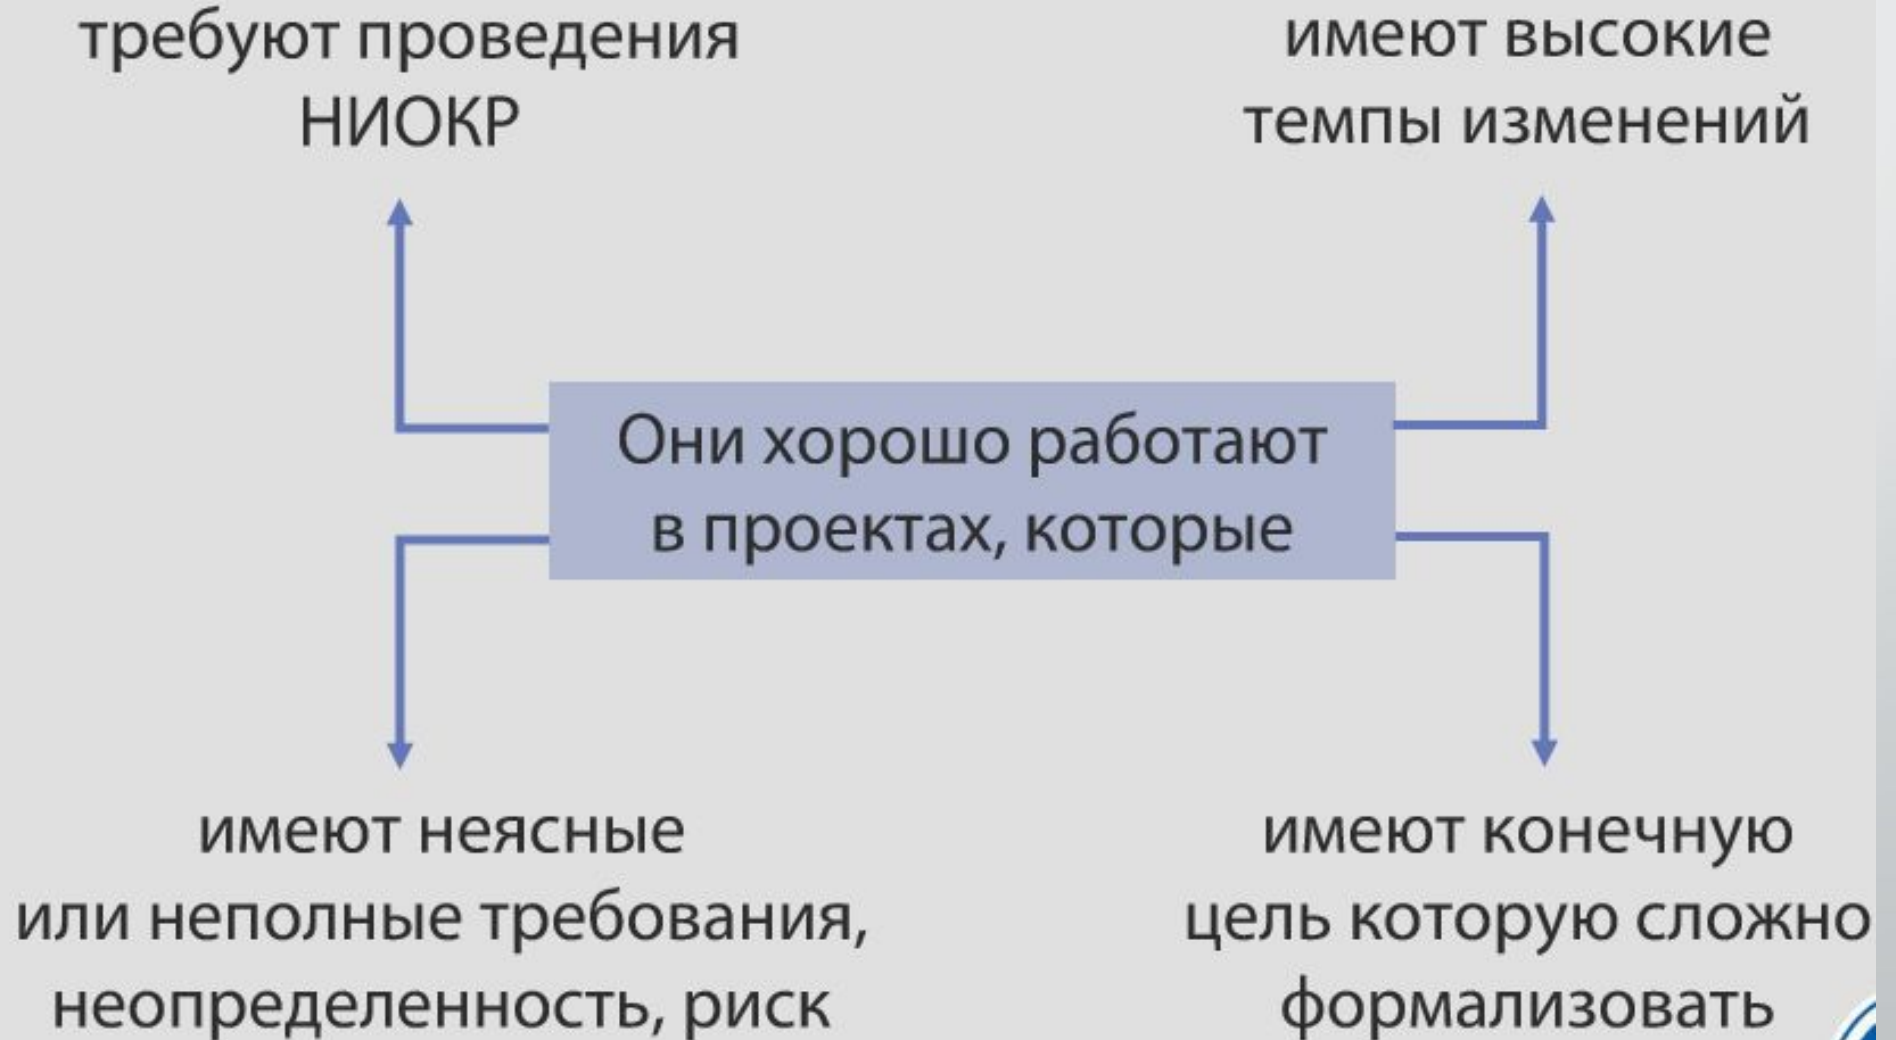 требуют проведения
НИОКР
имеют высокие
темпы изменений
Они хорошо работают
в проектах, которые
имеют неясные
или неполные требования,
неопределенность, риск
имеют конечную
цель которую сложно
формализовать